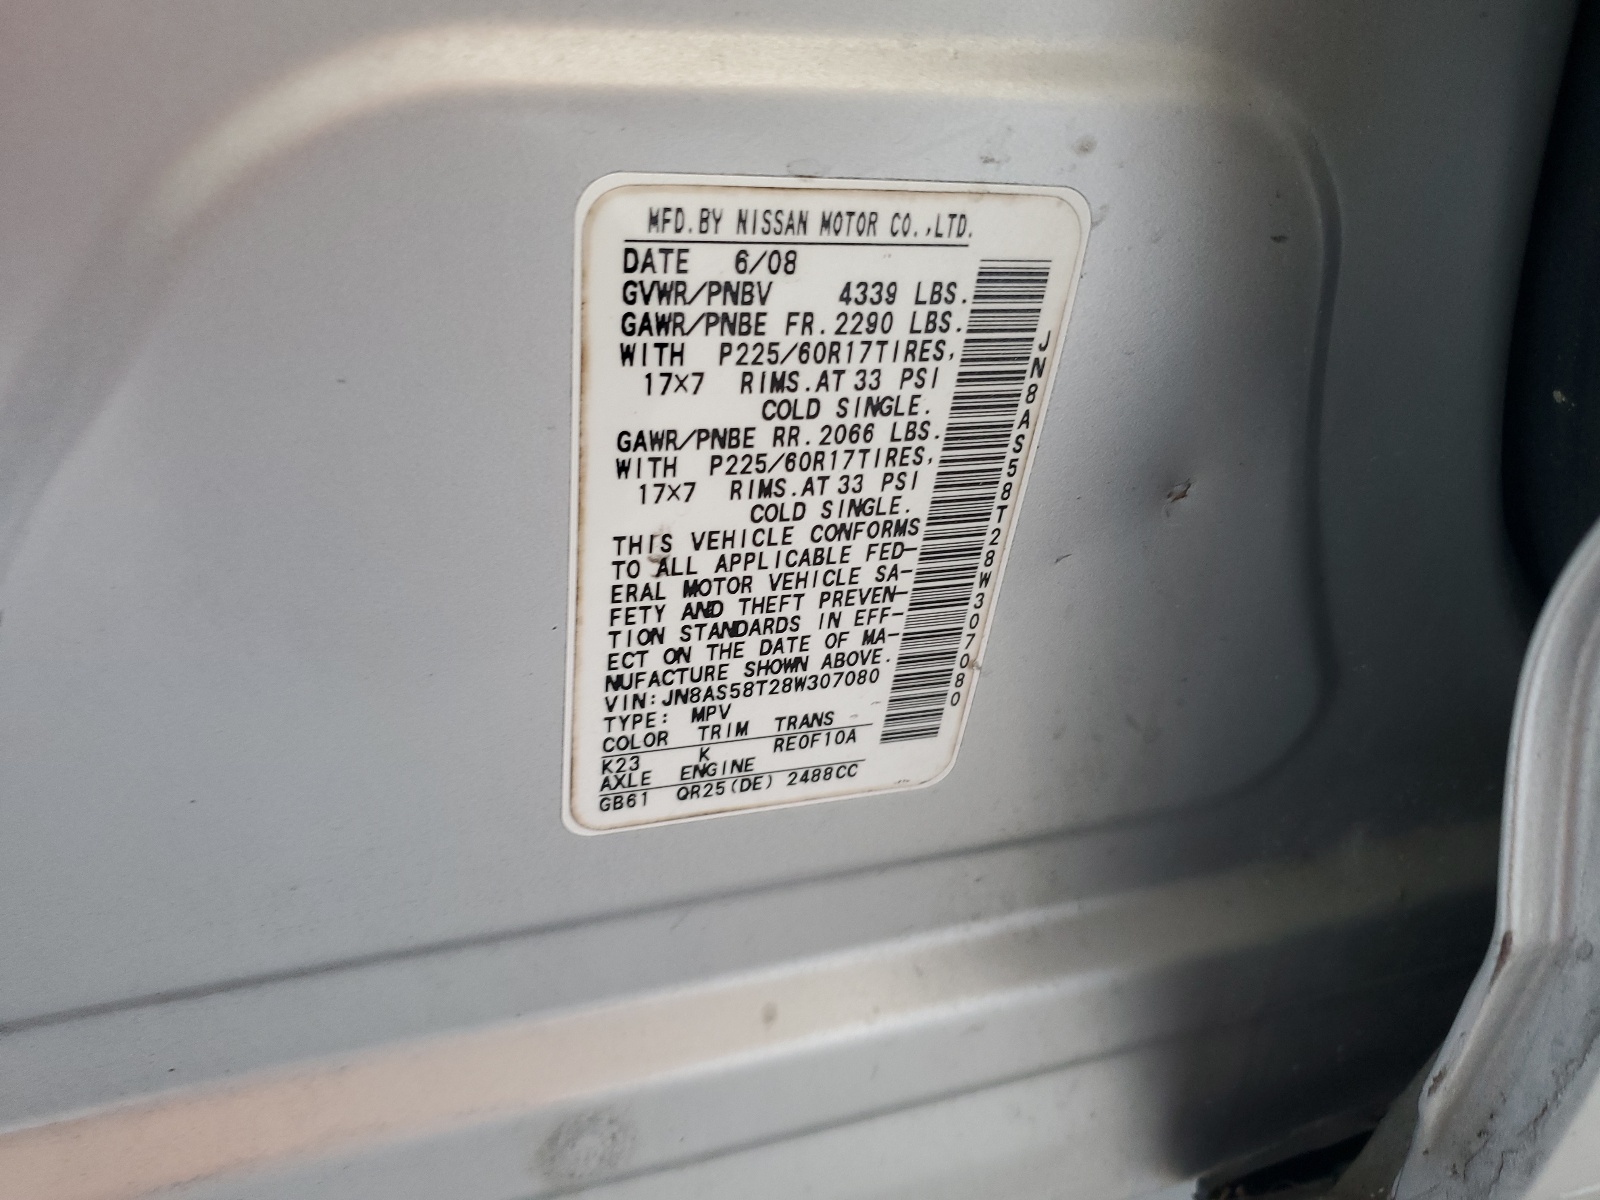 MFD.BY NISSAN MOTOR CO.,LTD.
DATE 6/08
GVWR/PNBV 4339 LBS.
GAWR/PNBE FR.2290 LBS.
WITH P225/60R17TIRES,
17×7 RIMS.AT 33 PSI
COLD SINGLE.
GAWR/PNBE RR.2066 LBS.
WITH P225/60R17TIRES,
17×7 RIMS.AT 33 PSI
COLD SINGLE.
THIS VEHICLE CONFORMS
TO ALL APPLICABLE FED-
ERAL MOTOR VEHICLE SA-
FETY AND THEFT PREVEN-
TION STANDARDS IN EFF-
ECT ON THE DATE OF MA-
NUFACTURE SHOWN ABOVE.
VIN:JN8AS58T28W307080
TYPE: MPV
COLOR TRIM TRANS
K23 K RE0F10A
AXLE ENGINE
GB61 QR25(DE) 2488CC
JN8AS58T28W307080